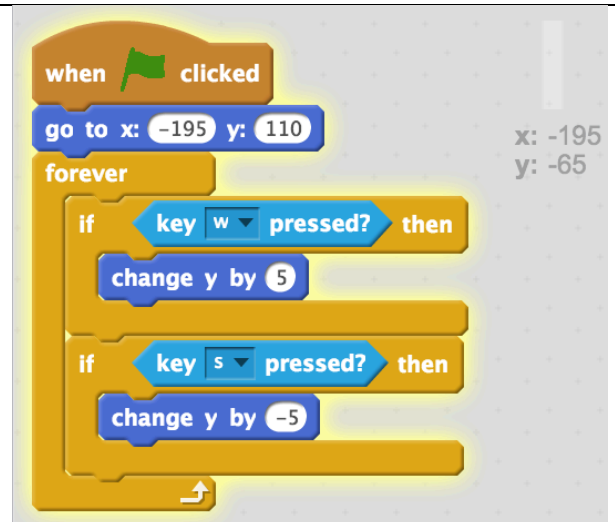 when clicked
go to x: -195 y: 110
x: -195
y: -65
forever
if key w pressed? then
change y by 5
if key s pressed? then
change y by -5